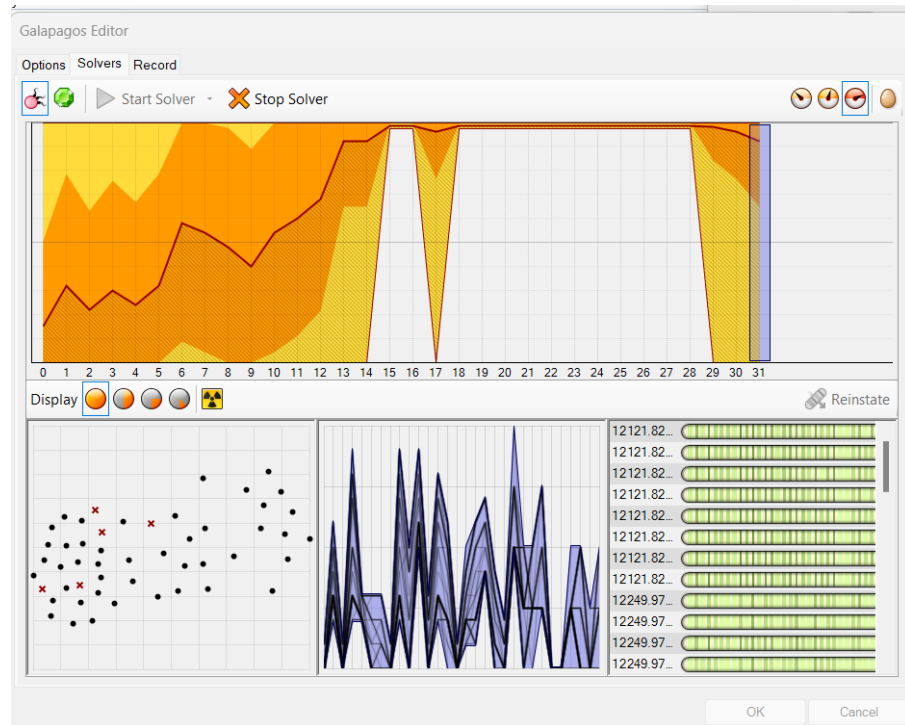 Galapagos Editor
Options Solvers Record
Start Solver Stop Solver
0 1 2 3 4 5 6 7 8 9 10 11 12 13 14 15 16 17 18 19 20 21 22 23 24 25 26 27 28 29 30 31
Display Reinstate
12121.82...
12121.82...
12121.82...
12121.82...
12121.82...
12121.82...
12121.82...
12121.82...
12249.97...
12249.97...
12249.97...
12249.97...
OK Cancel